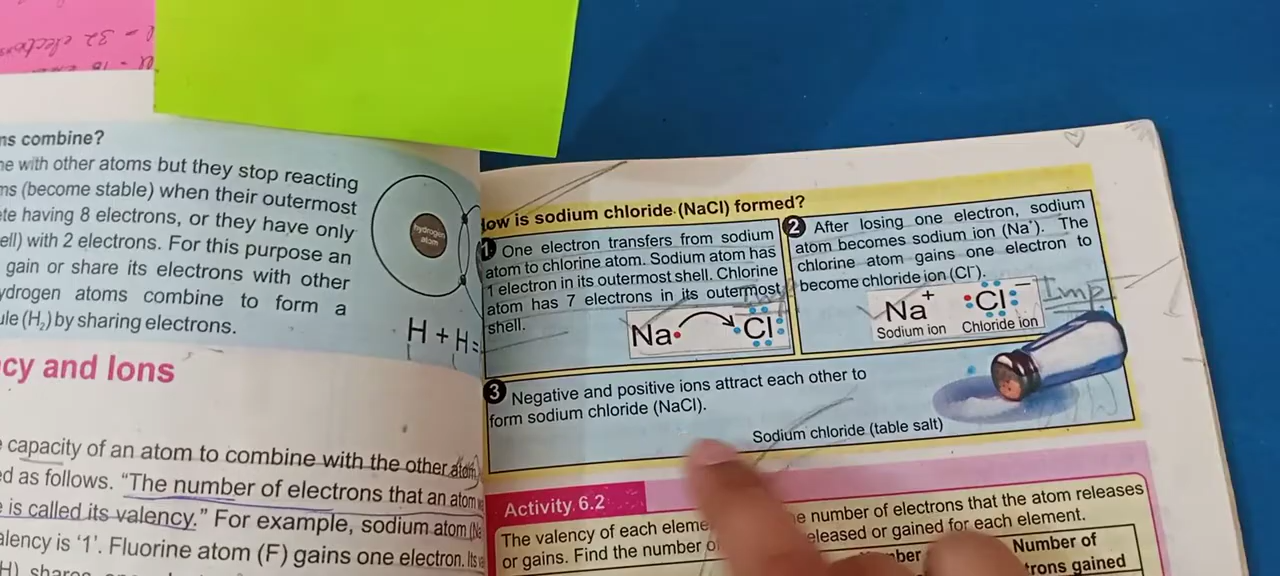 32 electrons
ns combine?
ne with other atoms but they stop reacting
ms (become stable) when their outermost
ete having 8 electrons, or they have only
ell) with 2 electrons. For this purpose an
gain or share its electrons with other
ydrogen atoms combine to form a
ule (H₂) by sharing electrons.
hydrogen
atom
H + H =
cy and Ions
capacity of an atom to combine with the other atom
ed as follows. “The number of electrons that an atom
is called its valency.” For example, sodium atom (Na
alency is ‘1’. Fluorine atom (F) gains one electron. Its
H) shares one
How is sodium chloride (NaCl) formed?
1 One electron transfers from sodium
atom to chlorine atom. Sodium atom has
1 electron in its outermost shell. Chlorine
atom has 7 electrons in its outermost
shell.
Na Cl
2 After losing one electron, sodium
atom becomes sodium ion (Na⁺). The
chlorine atom gains one electron to
become chloride ion (Cl⁻).
Imp
Na⁺ Cl⁻
Sodium ion Chloride ion
3 Negative and positive ions attract each other to
form sodium chloride (NaCl).
Sodium chloride (table salt)
Activity 6.2
The valency of each eleme e number of electrons that the atom releases
or gains. Find the number o eleased or gained for each element.
Number of
trons gained